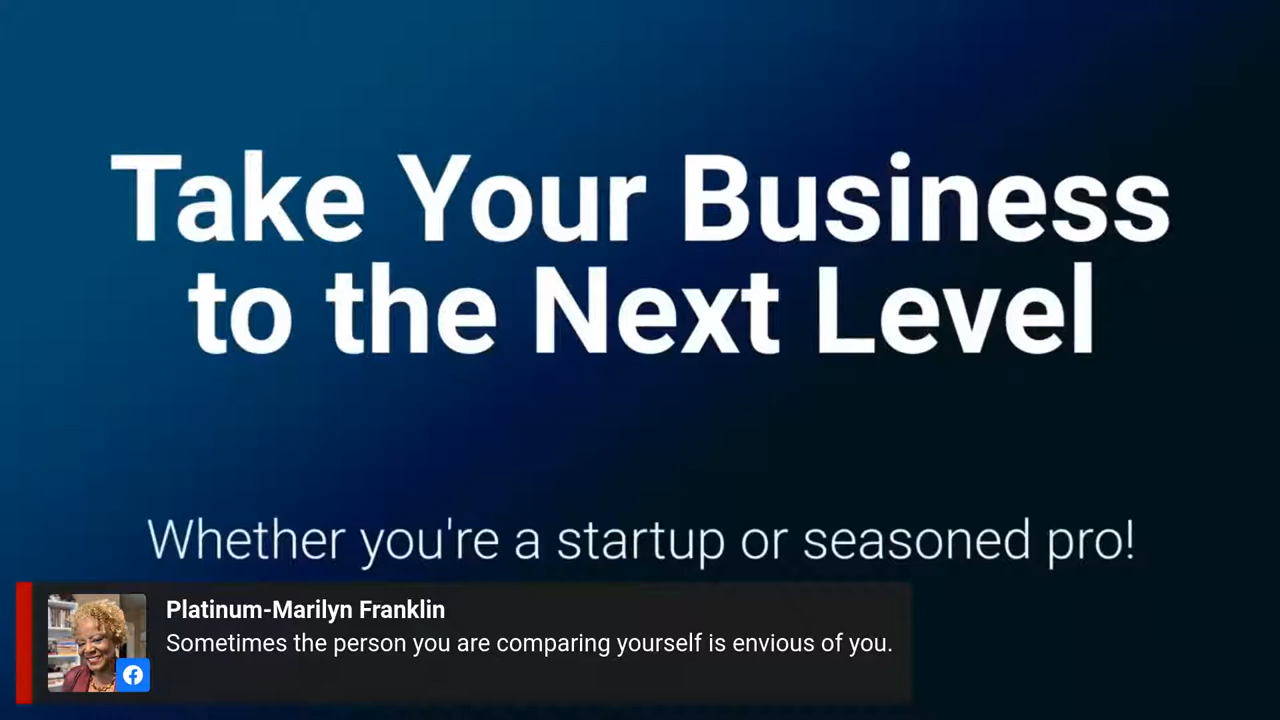 Take Your Business
to the Next Level
Whether you're a startup or seasoned pro!
Platinum-Marilyn Franklin
Sometimes the person you are comparing yourself is envious of you.